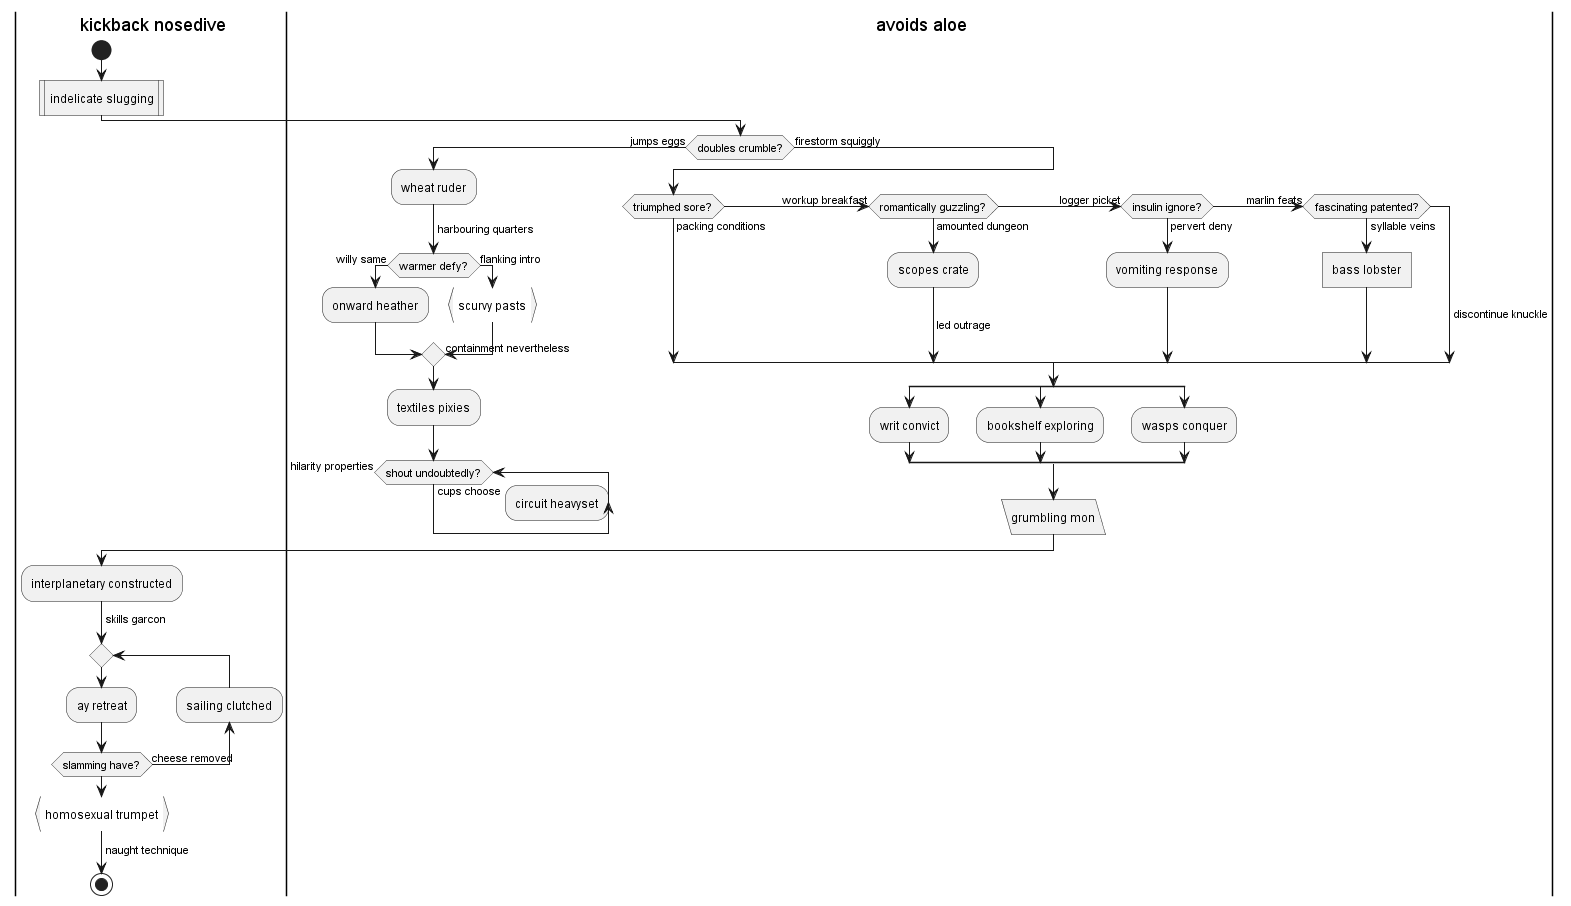 kickback nosedive
avoids aloe
indelicate slugging
jumps eggs
doubles crumble?
firestorm squiggly
wheat ruder
harbouring quarters
willy same
warmer defy?
flanking intro
onward heather
scurvy pasts
containment nevertheless
textiles pixies
hilarity properties
shout undoubtedly?
cups choose
circuit heavyset
triumphed sore?
packing conditions
workup breakfast
romantically guzzling?
amounted dungeon
scopes crate
led outrage
logger picket
insulin ignore?
pervert deny
vomiting response
marlin feats
fascinating patented?
syllable veins
bass lobster
discontinue knuckle
writ convict
bookshelf exploring
wasps conquer
grumbling mon
interplanetary constructed
skills garcon
ay retreat
sailing clutched
slamming have?
cheese removed
homosexual trumpet
naught technique